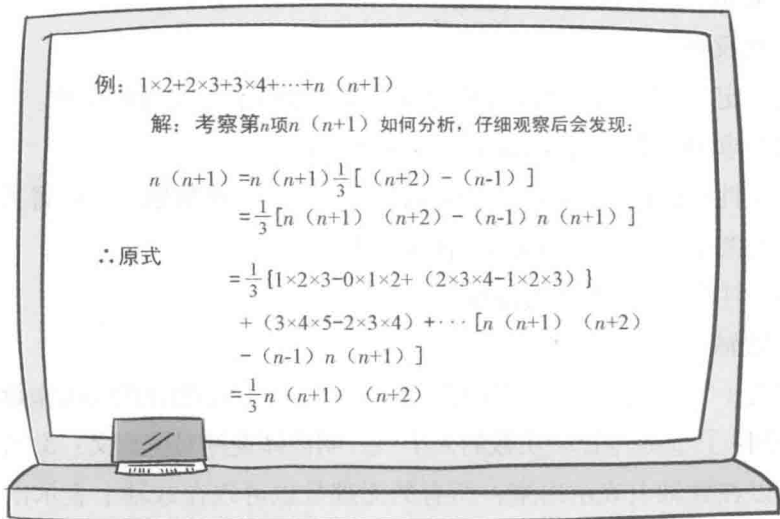 例：1×2+2×3+3×4+…+n（n+1）
解：考察第n项n（n+1）如何分析，仔细观察后会发现：
n（n+1）=n（n+1）1/3［（n+2）-（n-1）］
=1/3［n（n+1）（n+2）-（n-1）n（n+1）］
∴原式
=1/3{1×2×3-0×1×2+（2×3×4-1×2×3）}
+（3×4×5-2×3×4）+…［n（n+1）（n+2）
-（n-1）n（n+1）］
=1/3n（n+1）（n+2）